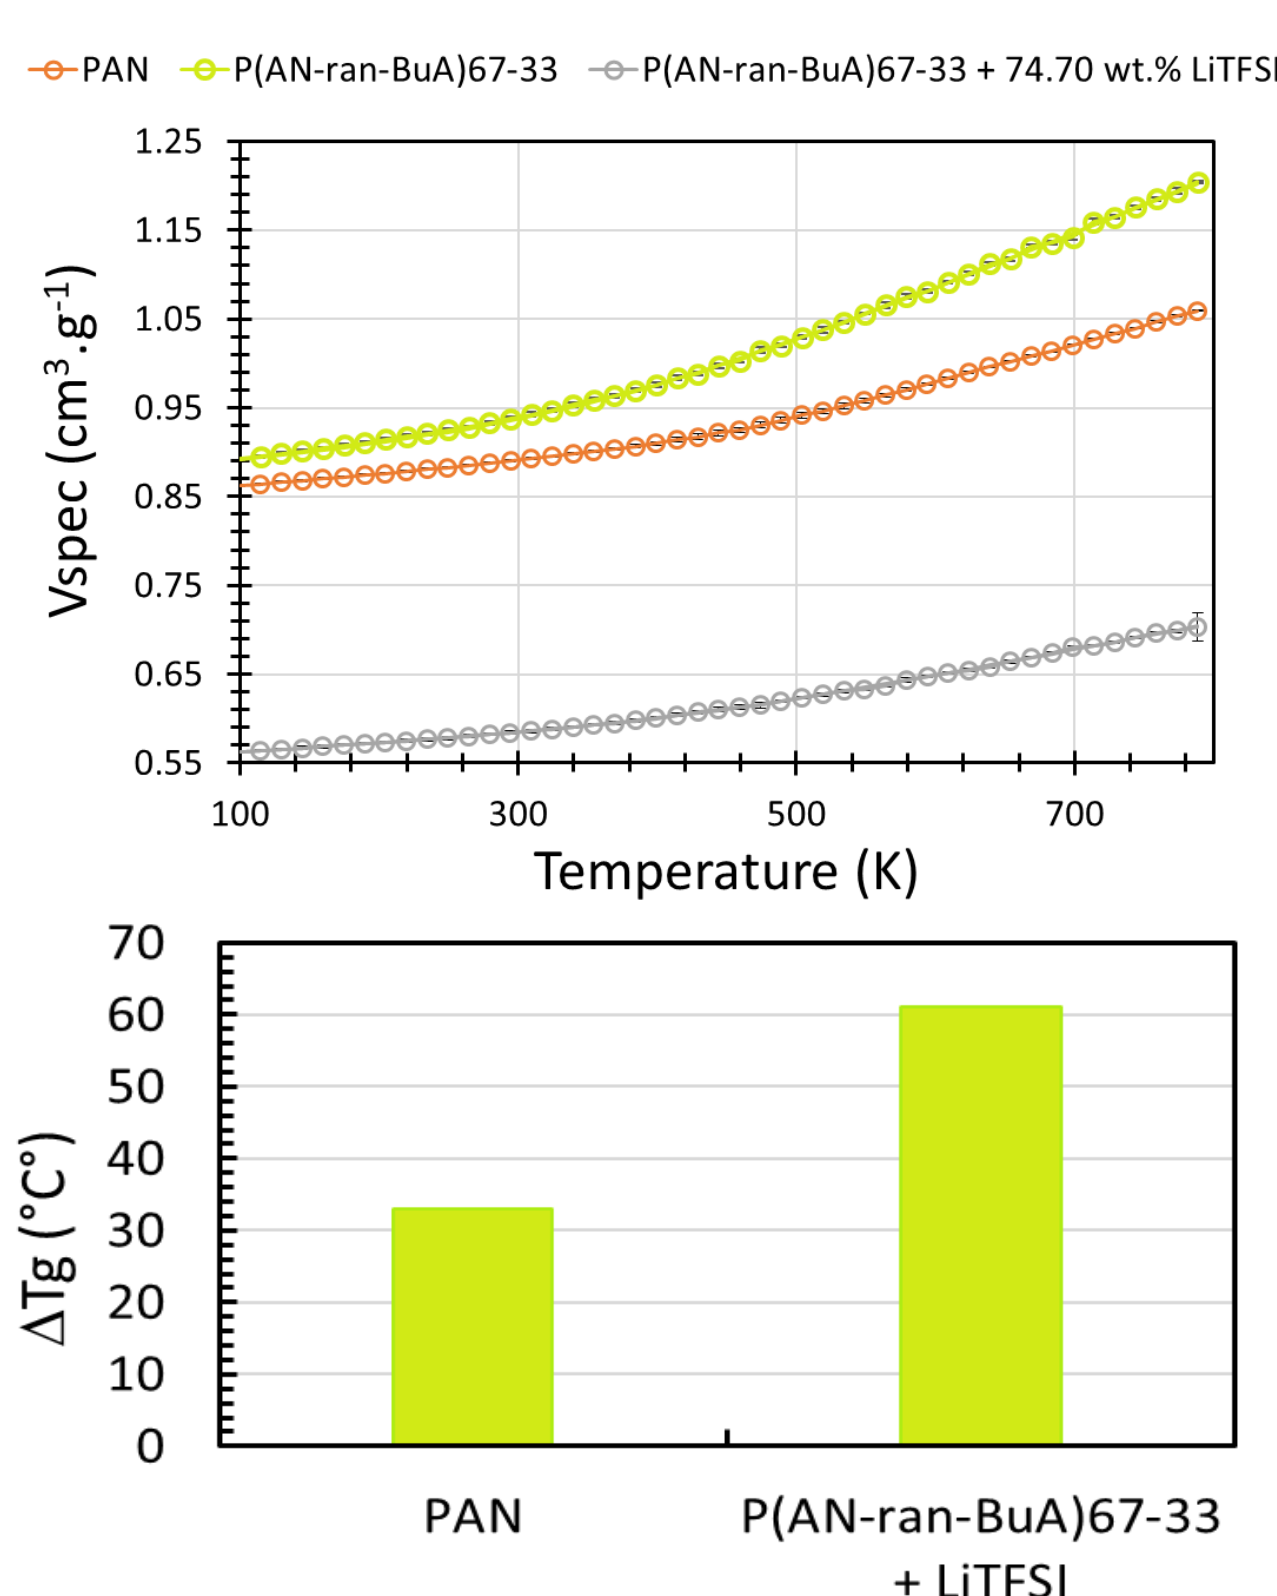 PAN P(AN-ran-BuA)67-33 P(AN-ran-BuA)67-33 + 74.70 wt.% LiTFSI
1.25
1.15
1.05
0.95
0.85
0.75
0.65
0.55
Vspec (cm³.g⁻¹)
100 300 500 700
Temperature (K)
70
60
50
40
30
20
10
0
ΔTg (°C°)
PAN P(AN-ran-BuA)67-33
+ LiTFSI